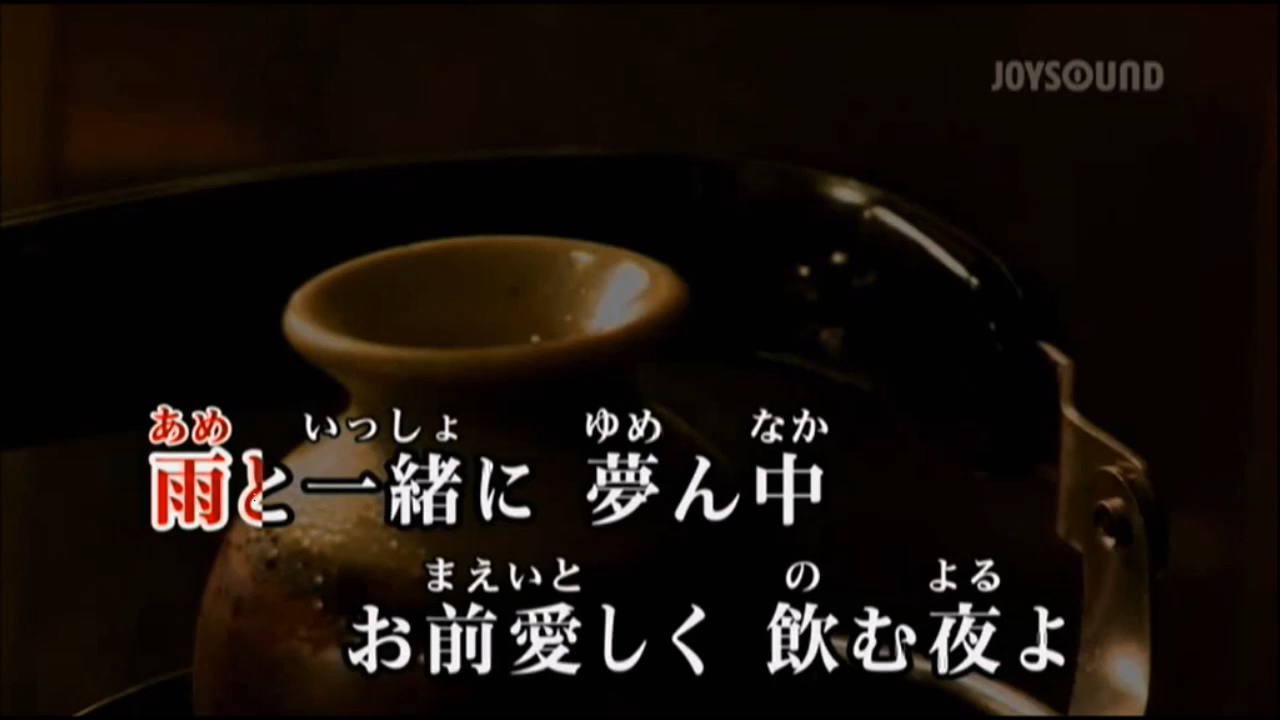 JOYSOUND
あめ いっしょ ゆめ なか
雨と一緒に 夢ん中
まえいと の よる
お前愛しく 飲む夜よ